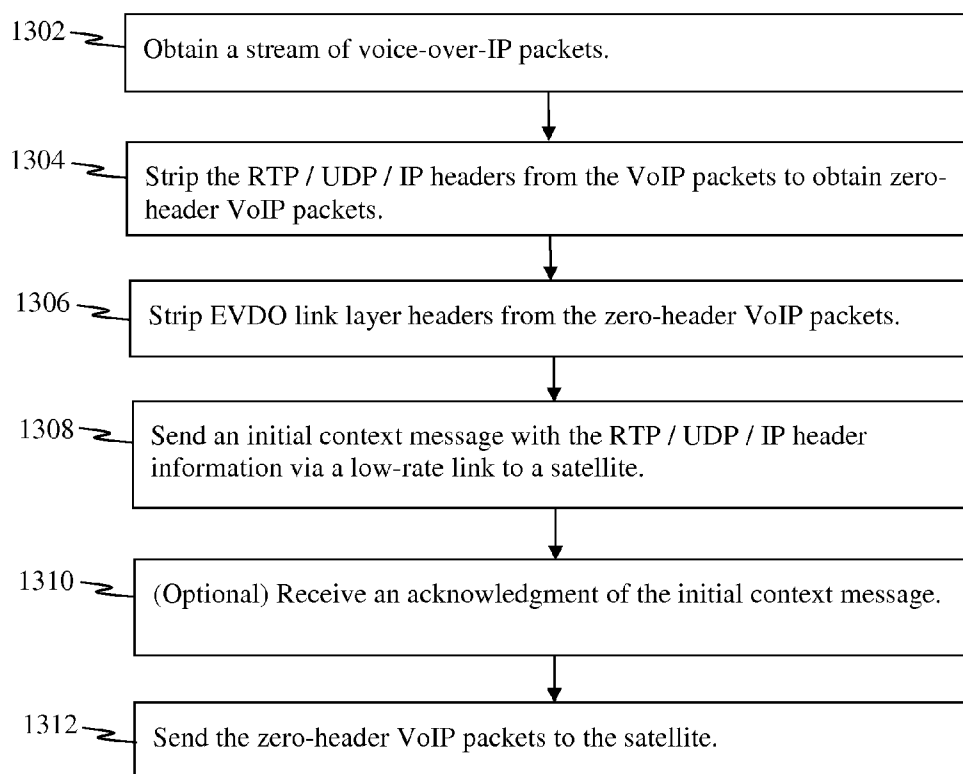 1302
Obtain a stream of voice-over-IP packets.
1304
Strip the RTP / UDP / IP headers from the VoIP packets to obtain zero-
header VoIP packets.
1306
Strip EVDO link layer headers from the zero-header VoIP packets.
1308
Send an initial context message with the RTP / UDP / IP header
information via a low-rate link to a satellite.
1310
(Optional) Receive an acknowledgment of the initial context message.
1312
Send the zero-header VoIP packets to the satellite.